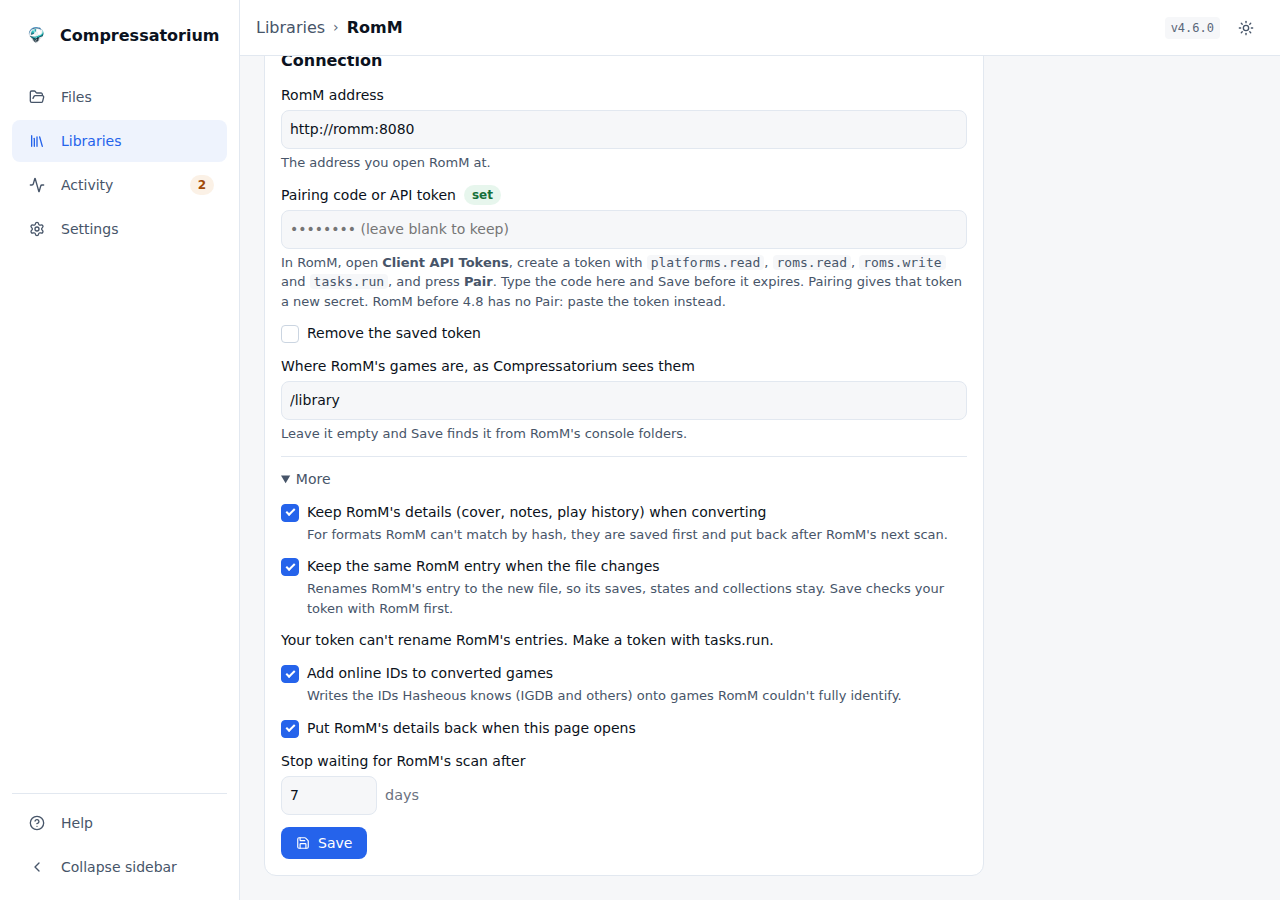 Compressatorium
Libraries › RomM
v4.6.0
Files
Libraries
Activity 2
Settings
Help
Collapse sidebar
Connection
RomM address
http://romm:8080
The address you open RomM at.
Pairing code or API token set
•••••••• (leave blank to keep)
In RomM, open Client API Tokens, create a token with platforms.read, roms.read, roms.write
and tasks.run, and press Pair. Type the code here and Save before it expires. Pairing gives that token
a new secret. RomM before 4.8 has no Pair: paste the token instead.
Remove the saved token
Where RomM's games are, as Compressatorium sees them
/library
Leave it empty and Save finds it from RomM's console folders.
▼ More
Keep RomM's details (cover, notes, play history) when converting
For formats RomM can't match by hash, they are saved first and put back after RomM's next scan.
Keep the same RomM entry when the file changes
Renames RomM's entry to the new file, so its saves, states and collections stay. Save checks your
token with RomM first.
Your token can't rename RomM's entries. Make a token with tasks.run.
Add online IDs to converted games
Writes the IDs Hasheous knows (IGDB and others) onto games RomM couldn't fully identify.
Put RomM's details back when this page opens
Stop waiting for RomM's scan after
7 days
Save